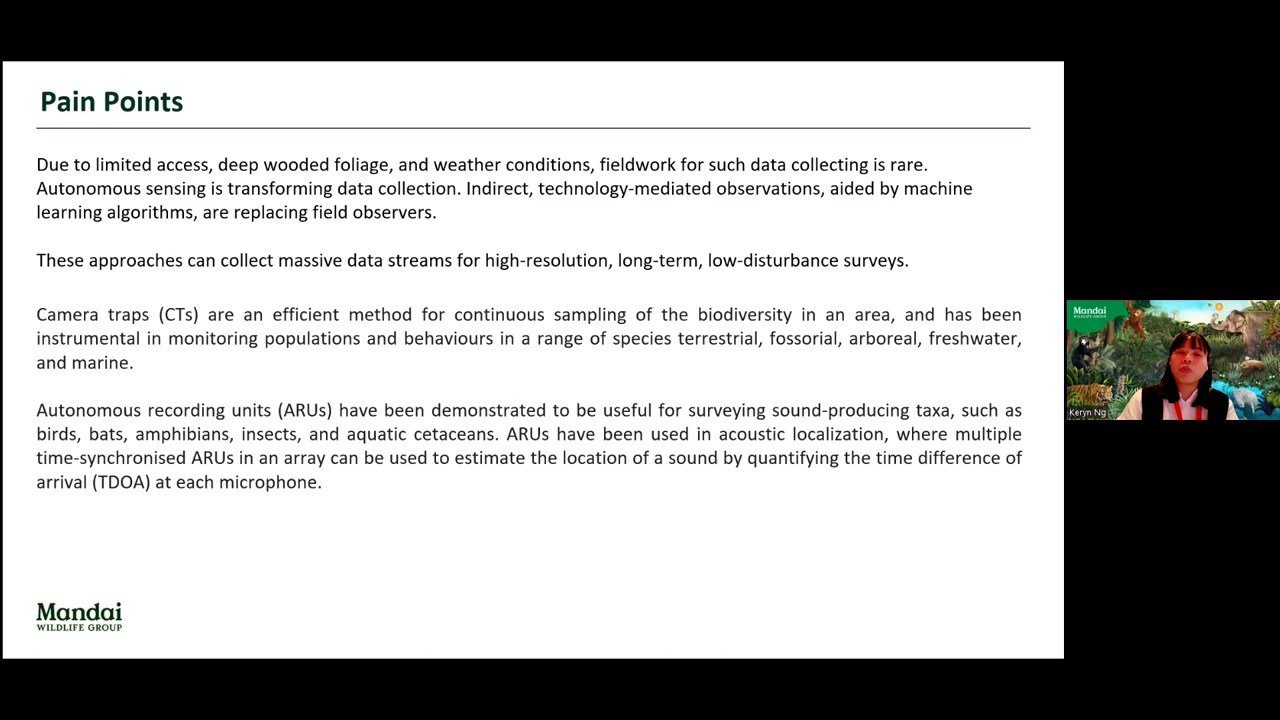 Pain Points
Due to limited access, deep wooded foliage, and weather conditions, fieldwork for such data collecting is rare.
Autonomous sensing is transforming data collection. Indirect, technology-mediated observations, aided by machine
learning algorithms, are replacing field observers.
These approaches can collect massive data streams for high-resolution, long-term, low-disturbance surveys.
Camera traps (CTs) are an efficient method for continuous sampling of the biodiversity in an area, and has been
instrumental in monitoring populations and behaviours in a range of species terrestrial, fossorial, arboreal, freshwater,
and marine.
Autonomous recording units (ARUs) have been demonstrated to be useful for surveying sound-producing taxa, such as
birds, bats, amphibians, insects, and aquatic cetaceans. ARUs have been used in acoustic localization, where multiple
time-synchronised ARUs in an array can be used to estimate the location of a sound by quantifying the time difference of
arrival (TDOA) at each microphone.
Mandai
WILDLIFE GROUP
Mandai
WILDLIFE GROUP
Keryn Ng